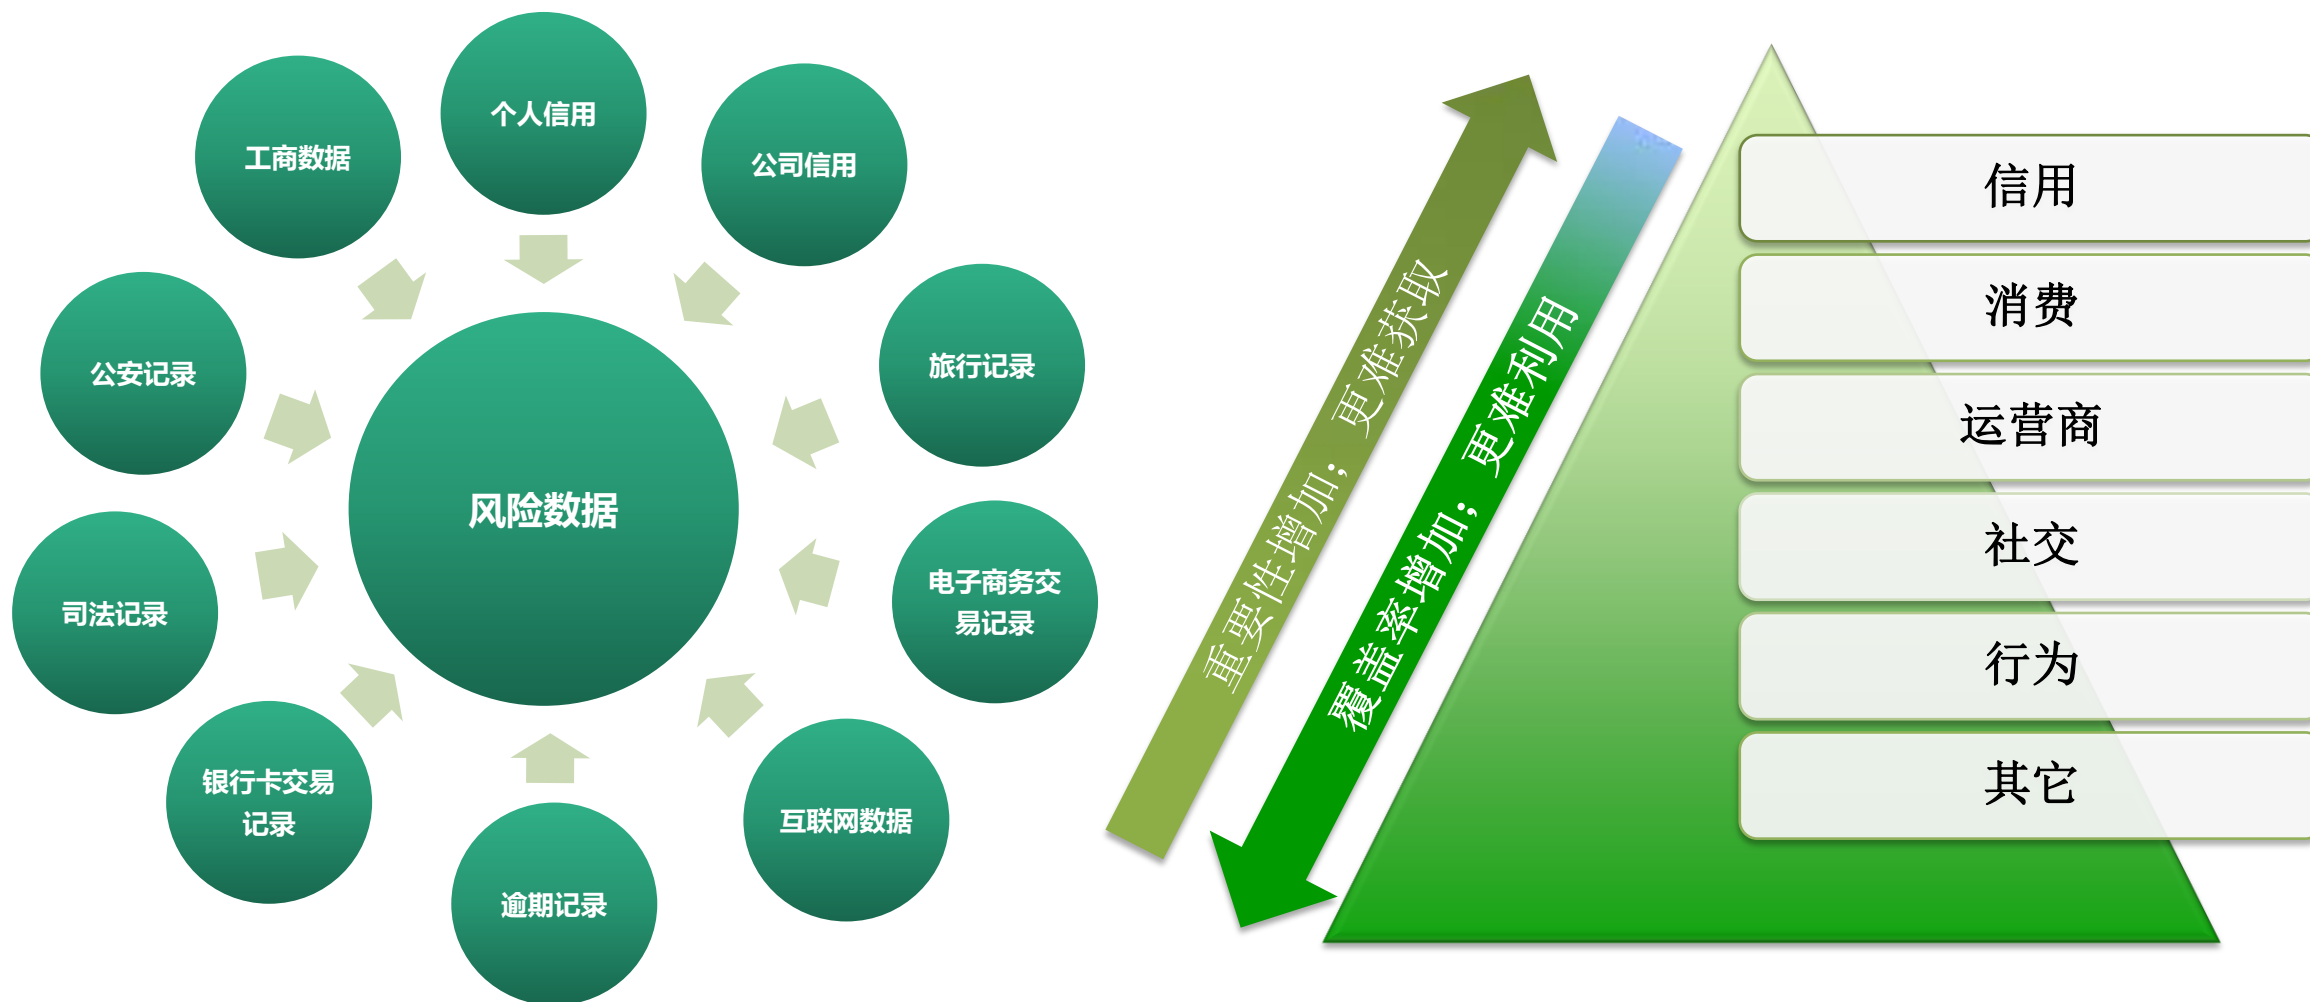 个人信用
工商数据
公司信用
公安记录
旅行记录
风险数据
司法记录
电子商务交
易记录
银行卡交易
记录
互联网数据
逾期记录
重要性增加；更难获取
覆盖率增加；更难利用
信用
消费
运营商
社交
行为
其它